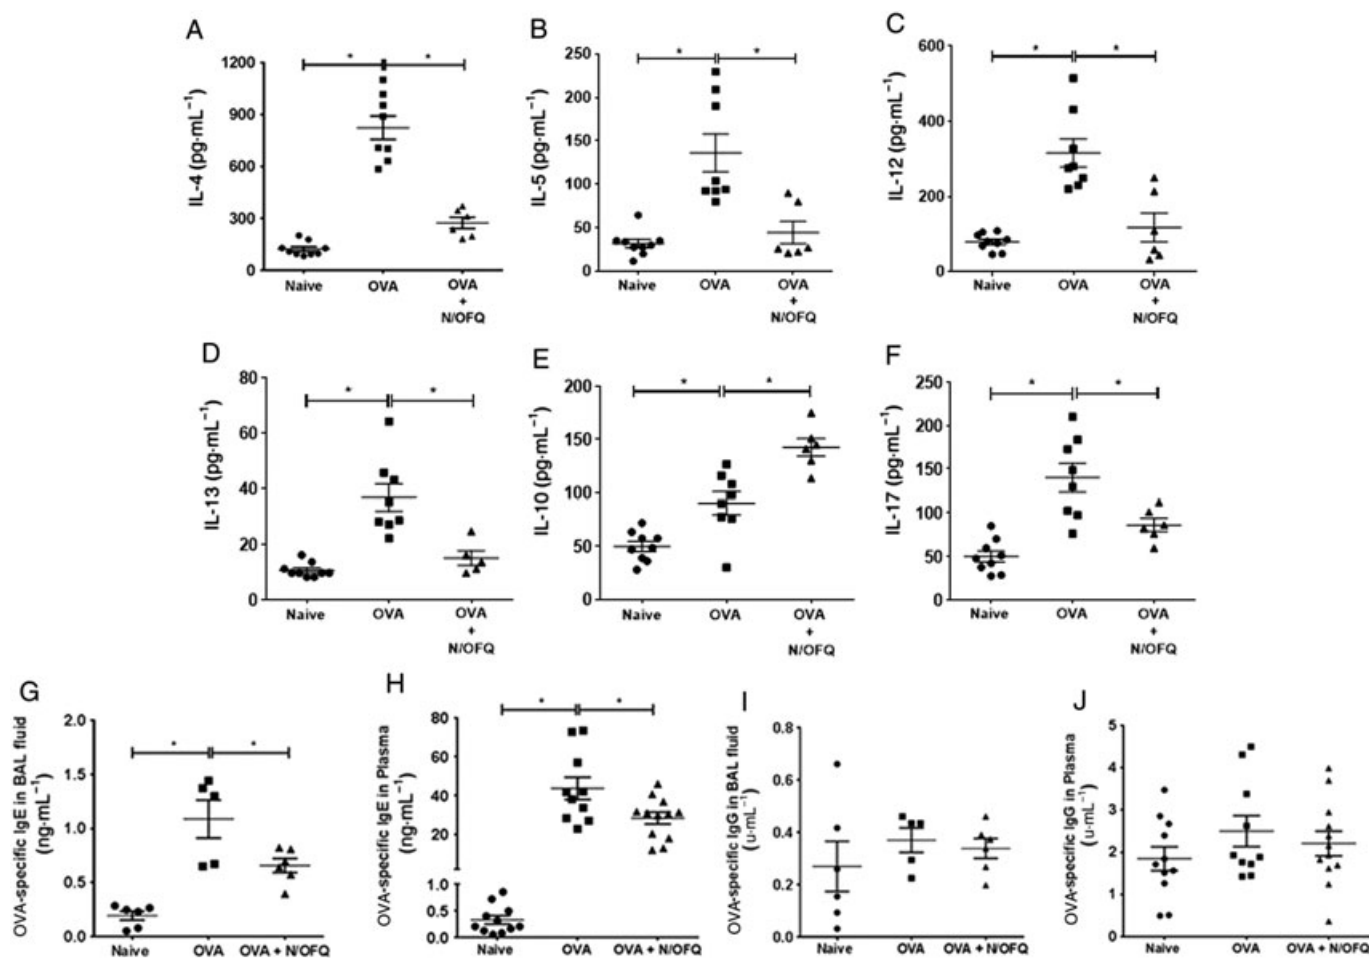 A
IL-4 (pg·mL⁻¹)
1200
900
600
300
0
* *
Naive OVA OVA
+
N/OFQ
B
IL-5 (pg·mL⁻¹)
250
200
150
100
50
0
* *
Naive OVA OVA
+
N/OFQ
C
IL-12 (pg·mL⁻¹)
600
400
200
0
* *
Naive OVA OVA
+
N/OFQ
D
IL-13 (pg·mL⁻¹)
80
60
40
20
0
* *
Naive OVA OVA
+
N/OFQ
E
IL-10 (pg·mL⁻¹)
200
150
100
50
0
* *
Naive OVA OVA
+
N/OFQ
F
IL-17 (pg·mL⁻¹)
250
200
150
100
50
0
* *
Naive OVA OVA
+
N/OFQ
G
OVA-specific IgE in BAL fluid
(ng·mL⁻¹)
2.0
1.5
1.0
0.5
0.0
* *
Naive OVA OVA + N/OFQ
H
OVA-specific IgE in Plasma
(ng·mL⁻¹)
80
60
40
20
1.0
0.5
0.0
* *
Naive OVA OVA + N/OFQ
I
OVA-specific IgG in BAL fluid
(u·mL⁻¹)
0.8
0.6
0.4
0.2
0.0
Naive OVA OVA + N/OFQ
J
OVA-specific IgG in Plasma
(u·mL⁻¹)
5
4
3
2
1
0
Naive OVA OVA + N/OFQ